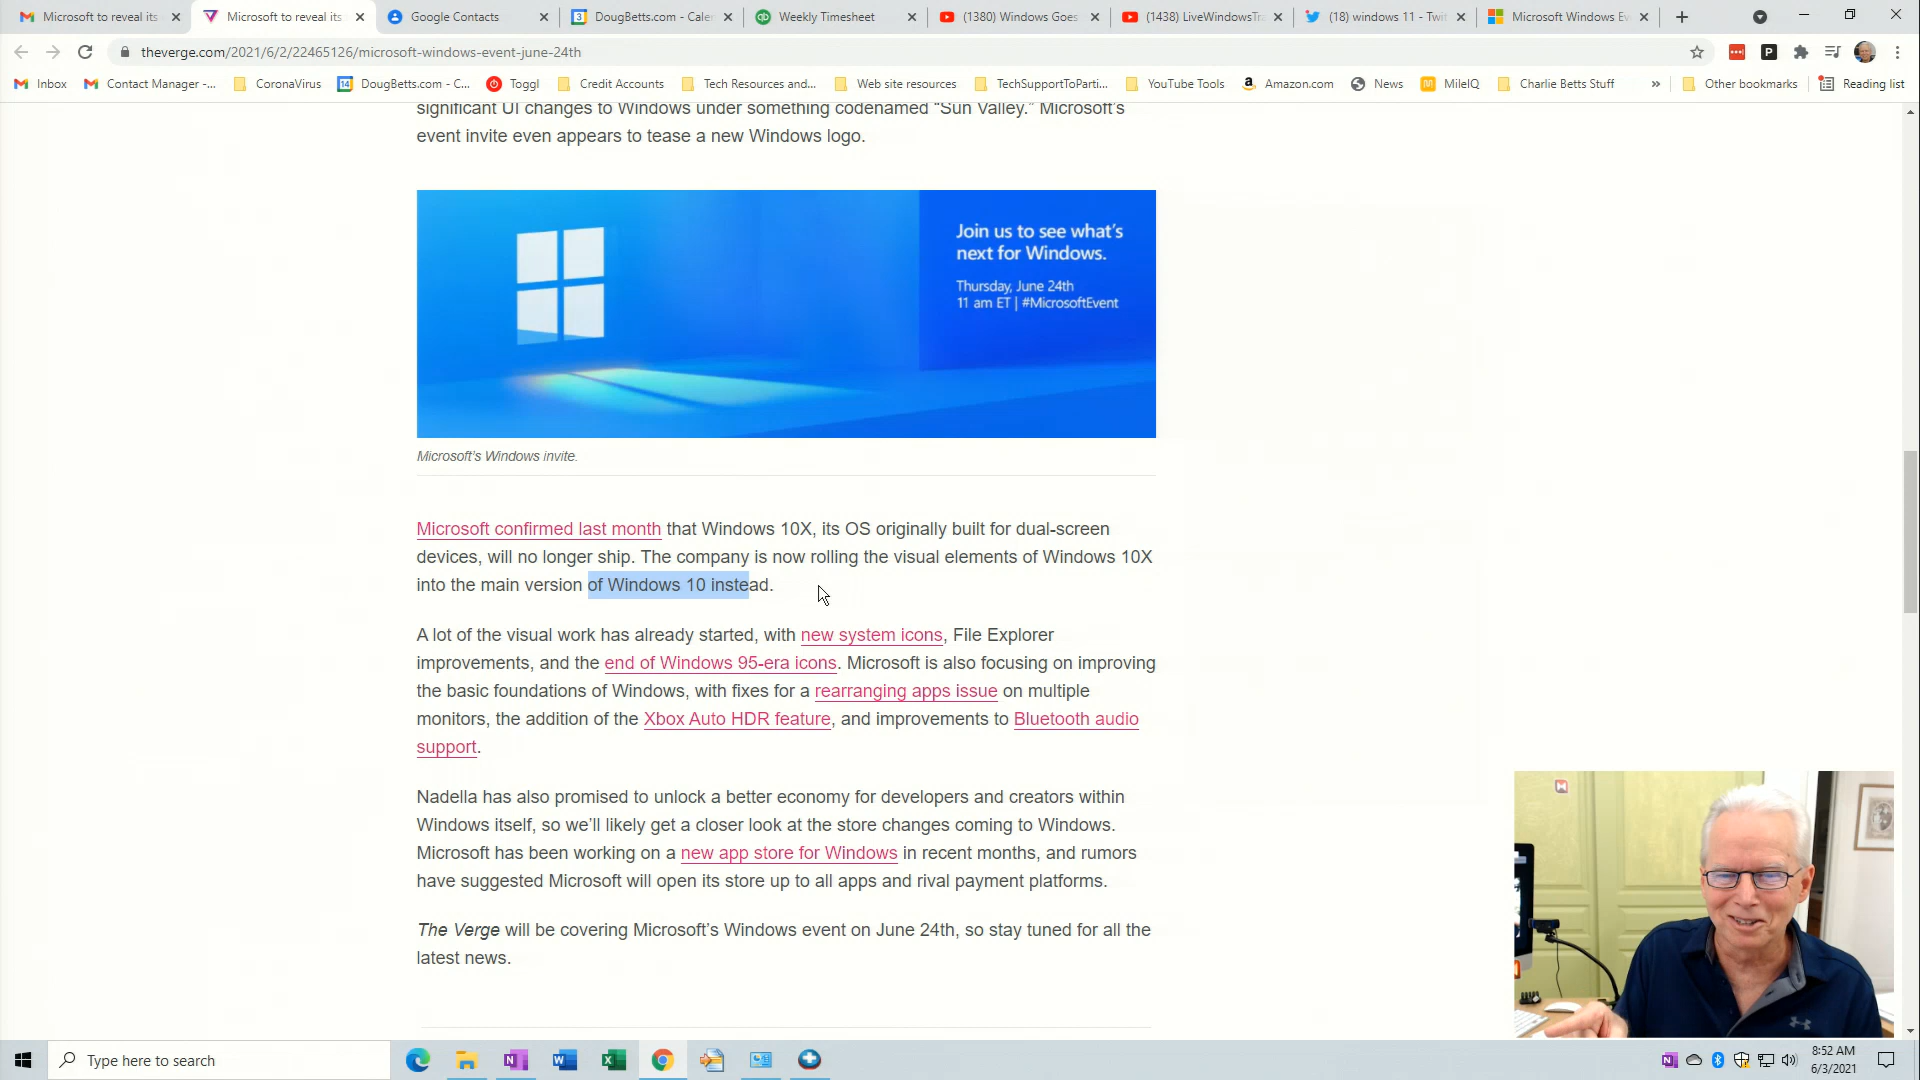 Microsoft to reveal its
Microsoft to reveal its
Google Contacts
DougBetts.com - Caler
Weekly Timesheet
(1380) Windows Goes
(1438) LiveWindowsTr
(18) windows 11 - Twit
Microsoft Windows Ev
theverge.com/2021/6/2/22465126/microsoft-windows-event-june-24th
Inbox
Contact Manager -...
CoronaVirus
DougBetts.com - C...
Toggl
Credit Accounts
Tech Resources and...
Web site resources
TechSupportToParti...
YouTube Tools
Amazon.com
News
MileIQ
Charlie Betts Stuff
»
Other bookmarks
Reading list
significant UI changes to Windows under something codenamed “Sun Valley.” Microsoft’s
event invite even appears to tease a new Windows logo.
Join us to see what’s
next for Windows.
Thursday, June 24th
11 am ET | #MicrosoftEvent
Microsoft’s Windows invite.
Microsoft confirmed last month that Windows 10X, its OS originally built for dual-screen
devices, will no longer ship. The company is now rolling the visual elements of Windows 10X
into the main version of Windows 10 instead.
A lot of the visual work has already started, with new system icons, File Explorer
improvements, and the end of Windows 95-era icons. Microsoft is also focusing on improving
the basic foundations of Windows, with fixes for a rearranging apps issue on multiple
monitors, the addition of the Xbox Auto HDR feature, and improvements to Bluetooth audio
support.
Nadella has also promised to unlock a better economy for developers and creators within
Windows itself, so we’ll likely get a closer look at the store changes coming to Windows.
Microsoft has been working on a new app store for Windows in recent months, and rumors
have suggested Microsoft will open its store up to all apps and rival payment platforms.
The Verge will be covering Microsoft’s Windows event on June 24th, so stay tuned for all the
latest news.
Type here to search
8:52 AM
6/3/2021